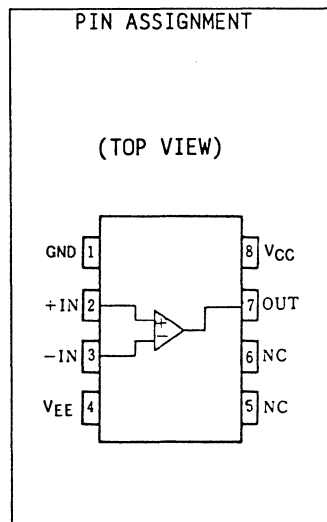 PIN ASSIGNMENT
(TOP VIEW)
GND 1 8 VCC
+IN 2 7 OUT
+
−
−IN 3 6 NC
VEE 4 5 NC